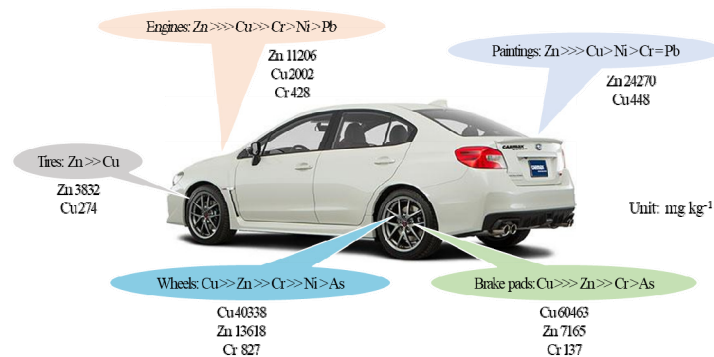 Engines: Zn >>>Cu>> Cr>Ni>Pb
Zn 11206
Cu 2002
Cr 428
Paintings: Zn>>>Cu>Ni>Cr=Pb
Zn 24270
Cu 448
Tires: Zn >> Cu
Zn 3832
Cu 274
CARMAX
CARMAX
Unit: mg kg⁻¹
Wheels: Cu>> Zn >>Cr>>Ni>As
Cu 40338
Zn 13618
Cr 827
Brake pads: Cu>>>Zn>>Cr>As
Cu 60463
Zn 7165
Cr 137